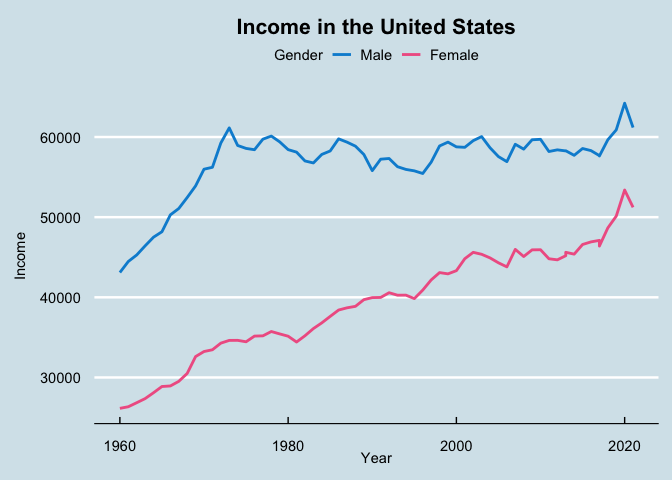 Income in the United States
Gender Male Female
60000
50000
40000
30000
Income
1960 1980 2000 2020
Year